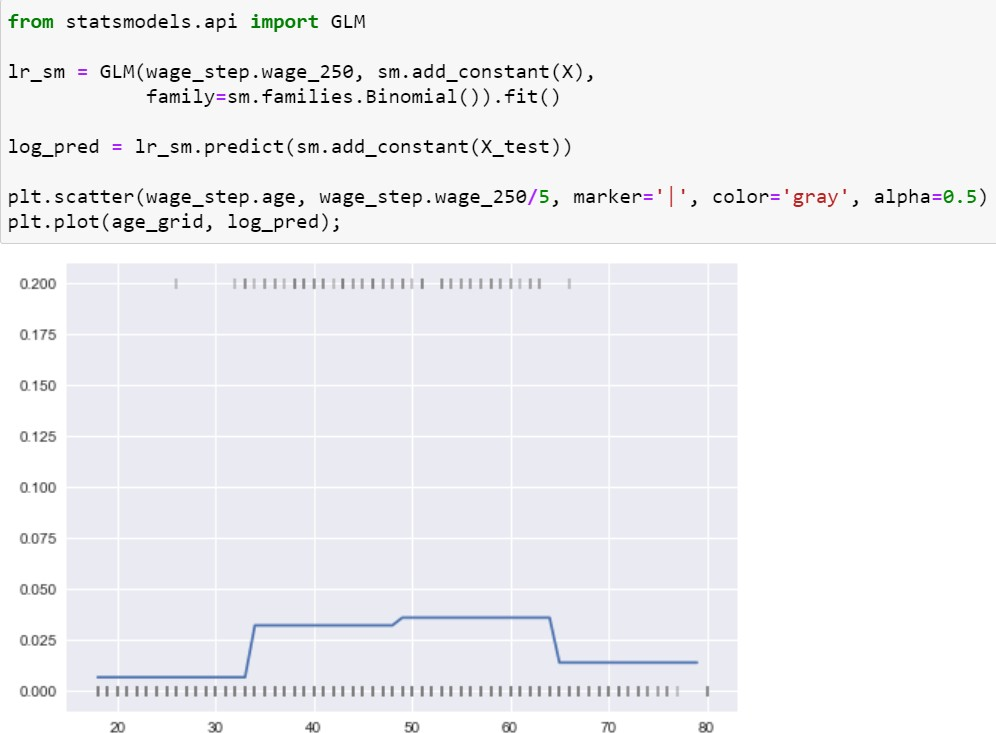 from statsmodels.api import GLM
lr_sm = GLM(wage_step.wage_250, sm.add_constant(X),
family=sm.families.Binomial()).fit()
log_pred = lr_sm.predict(sm.add_constant(X_test))
plt.scatter(wage_step.age, wage_step.wage_250/5, marker='|', color='gray', alpha=0.5)
plt.plot(age_grid, log_pred);
0.200
0.175
0.150
0.125
0.100
0.075
0.050
0.025
0.000
20 30 40 50 60 70 80